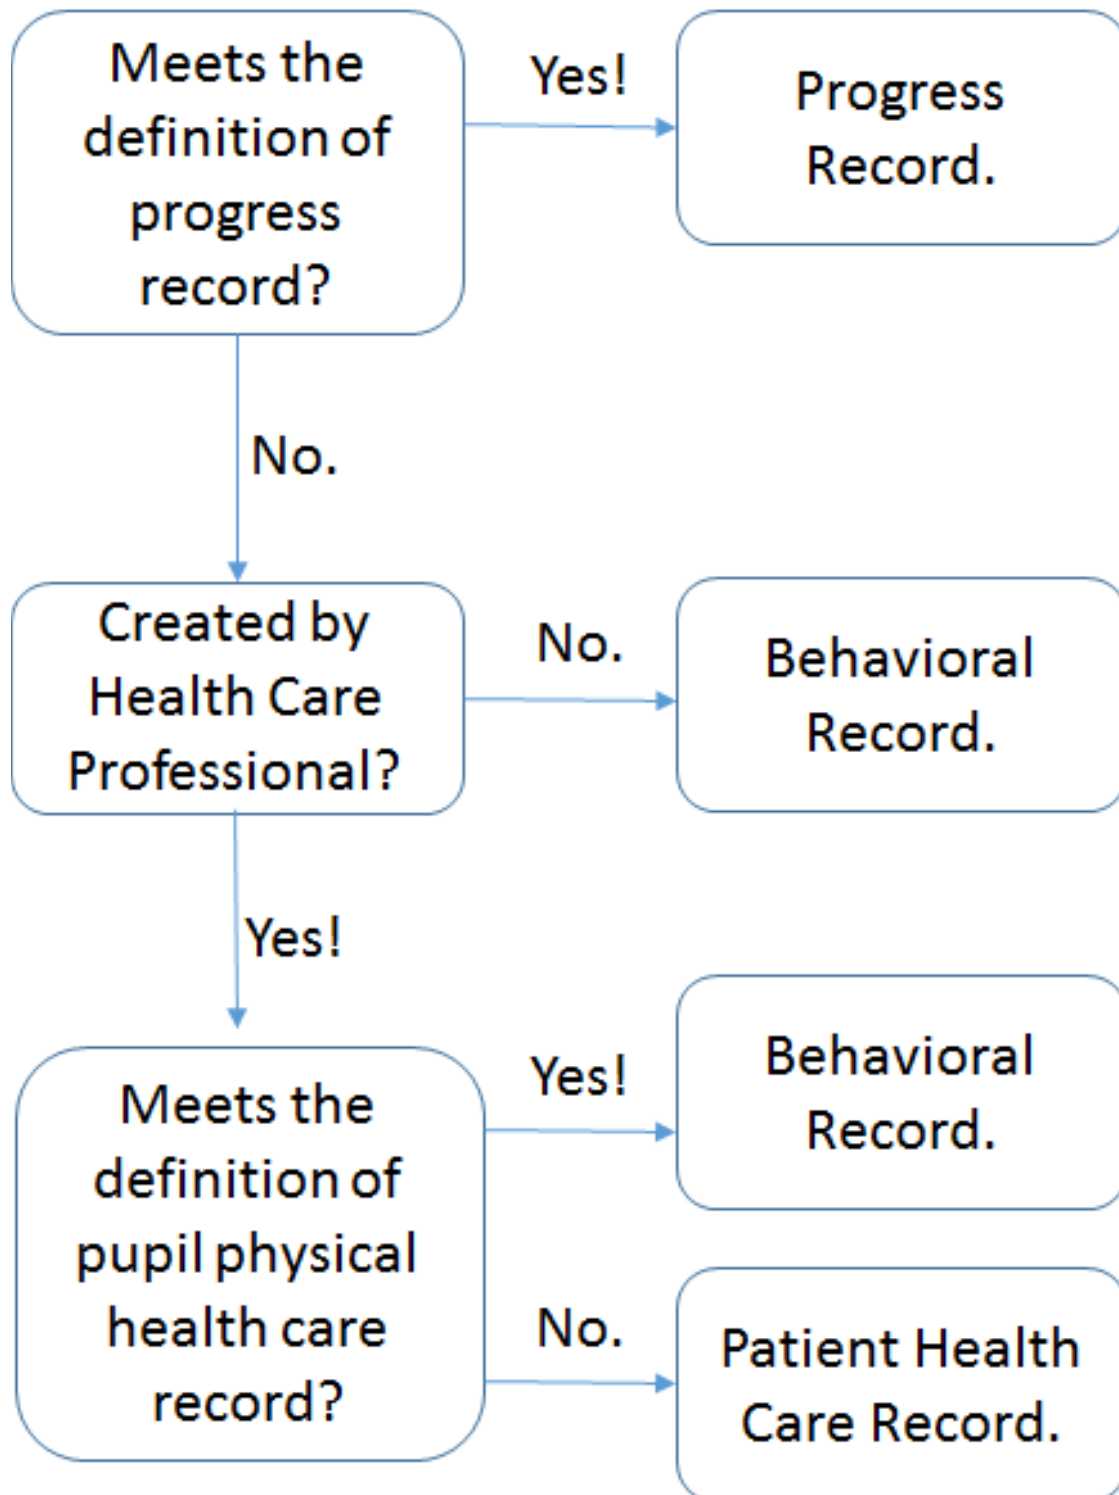 Meets the
definition of
progress
record?
Yes!
Progress
Record.
No.
Created by
Health Care
Professional?
No.
Behavioral
Record.
Yes!
Meets the
definition of
pupil physical
health care
record?
Yes!
Behavioral
Record.
No.
Patient Health
Care Record.